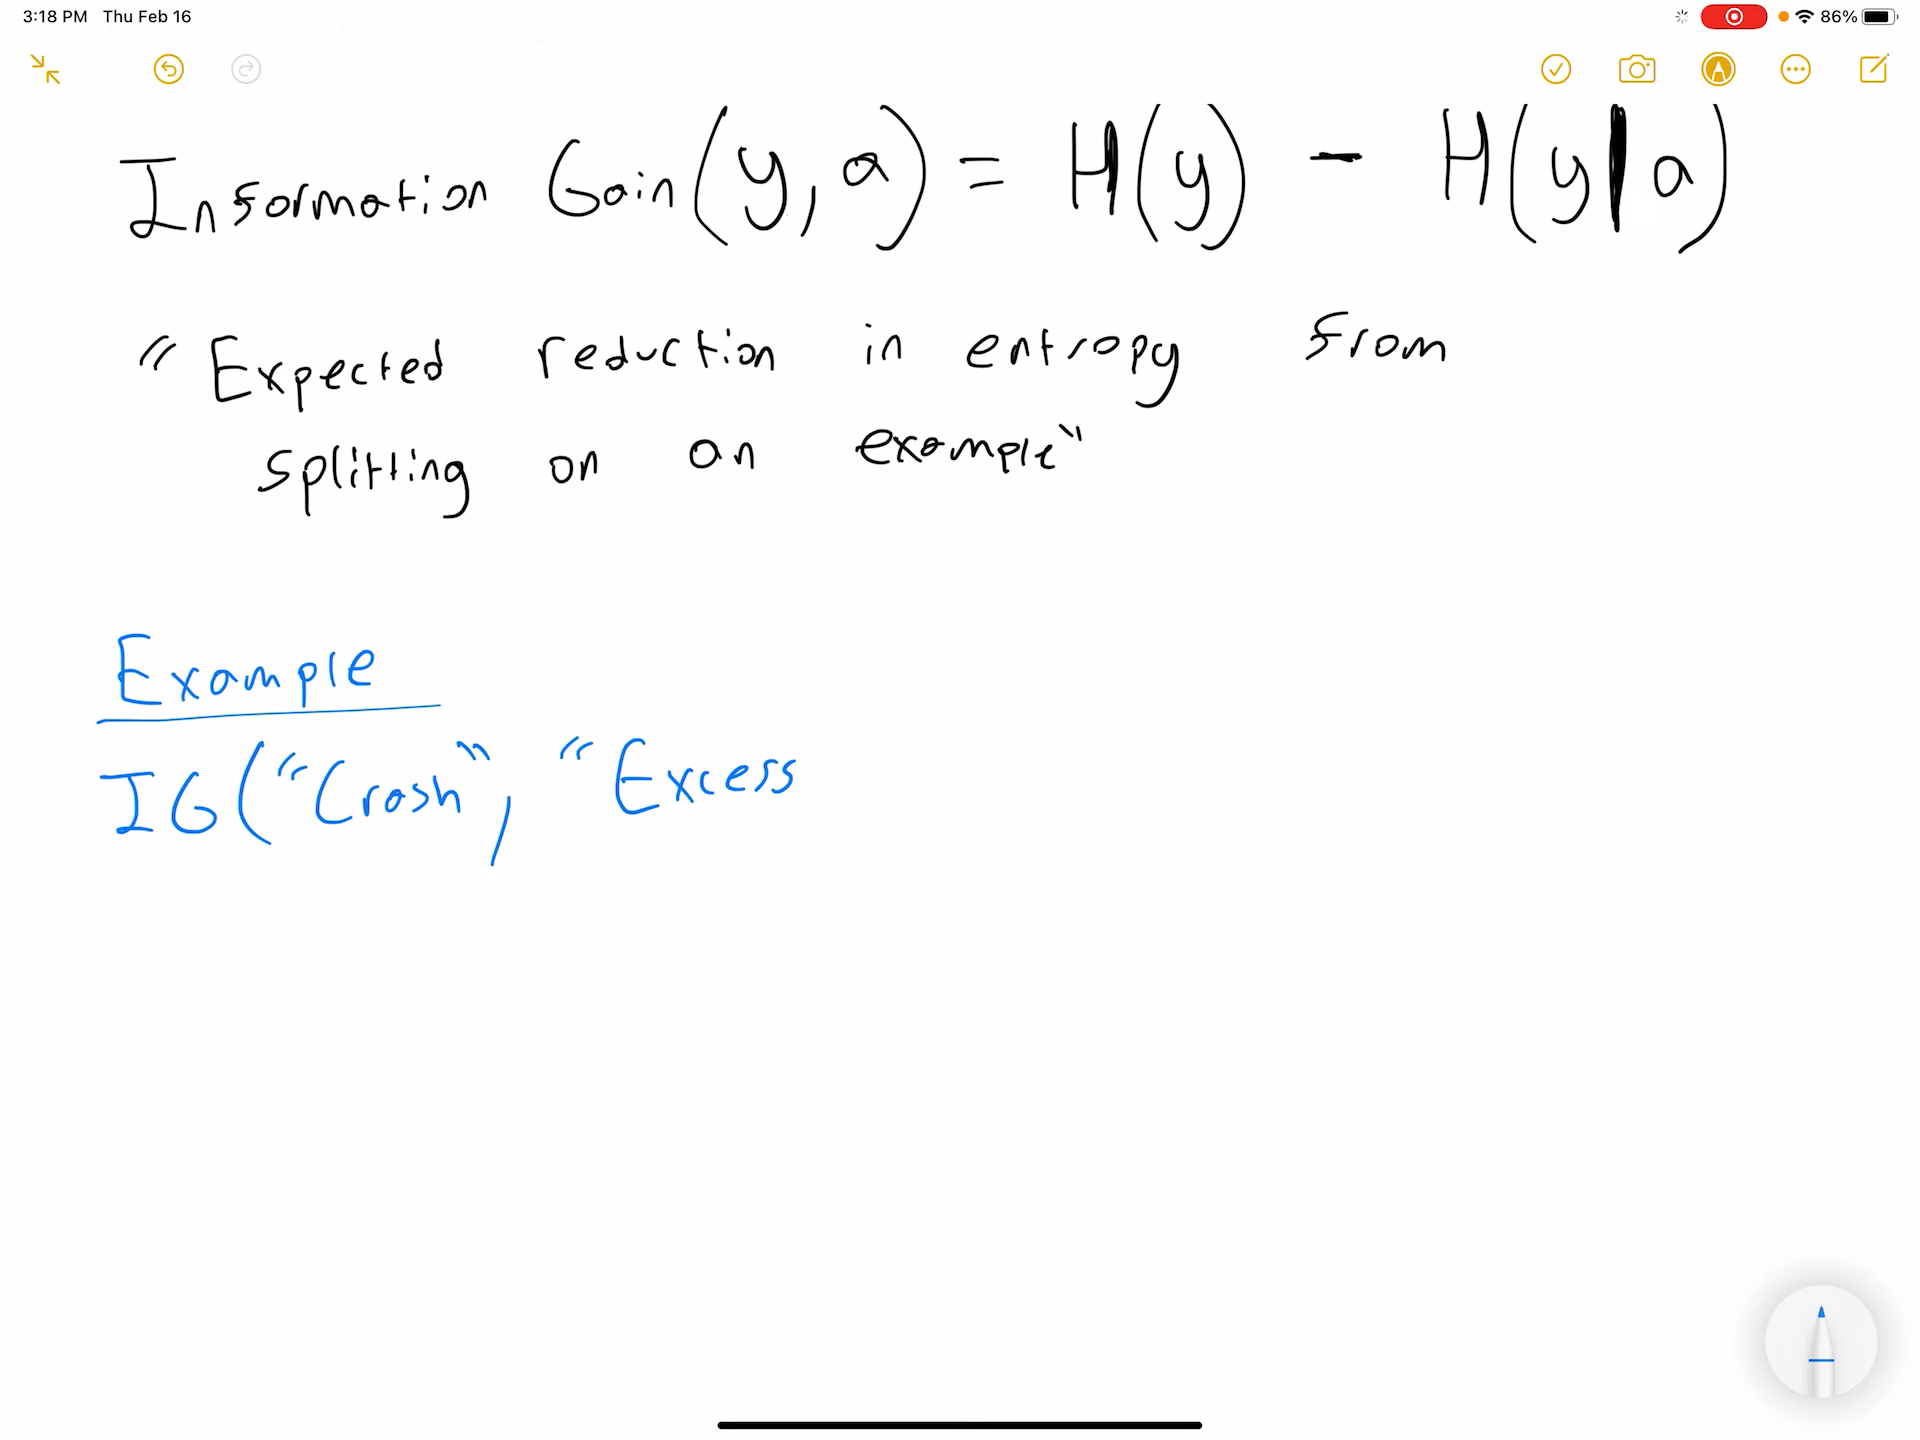 3:18 PM Thu Feb 16
86%
Information Gain(y, a) = H(y) - H(y|a)
"Expected reduction in entropy from
splitting on an example"
Example
IG("Crash", "Excess